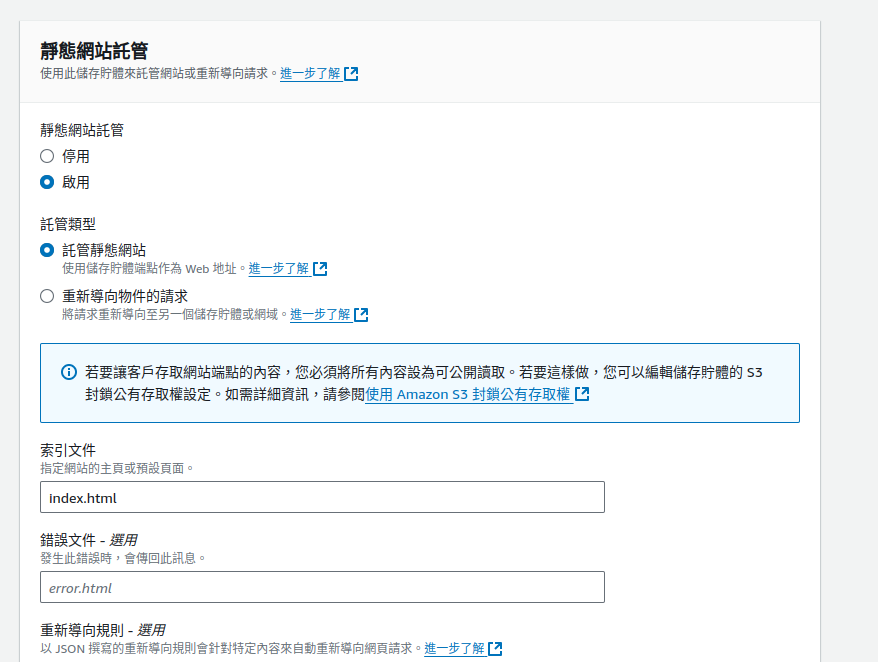 靜態網站託管
使用此儲存貯體來託管網站或重新導向請求。進一步了解
靜態網站託管
停用
啟用
託管類型
託管靜態網站
使用儲存貯體端點作為 Web 地址。進一步了解
重新導向物件的請求
將請求重新導向至另一個儲存貯體或網域。進一步了解
若要讓客戶存取網站端點的內容，您必須將所有內容設為可公開讀取。若要這樣做，您可以編輯儲存貯體的 S3
封鎖公有存取權設定。如需詳細資訊，請參閱使用 Amazon S3 封鎖公有存取權
索引文件
指定網站的主頁或預設頁面。
index.html
錯誤文件 - 選用
發生此錯誤時，會傳回此訊息。
error.html
重新導向規則 - 選用
以 JSON 撰寫的重新導向規則會針對特定內容來自動重新導向網頁請求。進一步了解